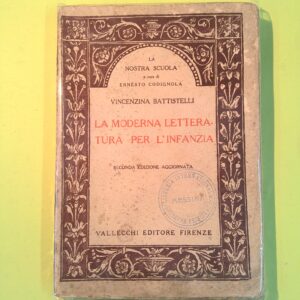 LA
NOSTRA SCUOLA
a cura di
ERNESTO CODIGNOLA
VINCENZINA BATTISTELLI
LA MODERNA LETTERA-
TURA PER L'INFANZIA
SECONDA EDIZIONE AGGIORNATA
MESSINA
VALLECCHI EDITORE FIRENZE